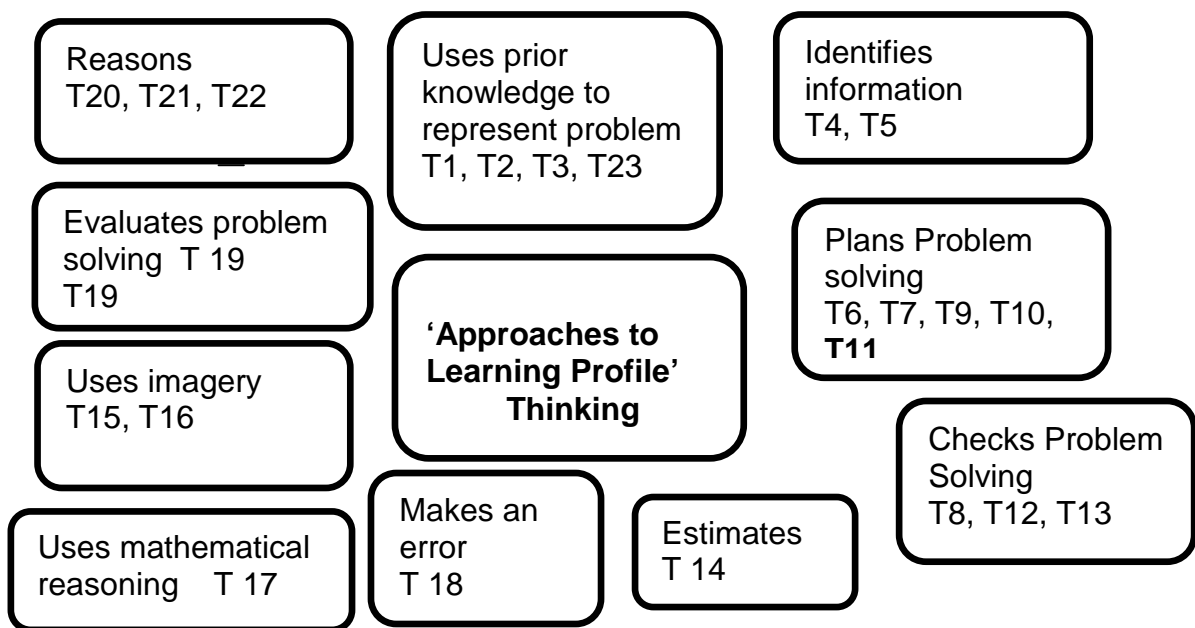 Reasons
T20, T21, T22
Uses prior
knowledge to
represent problem
T1, T2, T3, T23
Identifies
information
T4, T5
Evaluates problem
solving T 19
T19
‘Approaches to
Learning Profile’
Thinking
Plans Problem
solving
T6, T7, T9, T10,
T11
Uses imagery
T15, T16
Checks Problem
Solving
T8, T12, T13
Uses mathematical
reasoning T 17
Makes an
error
T 18
Estimates
T 14